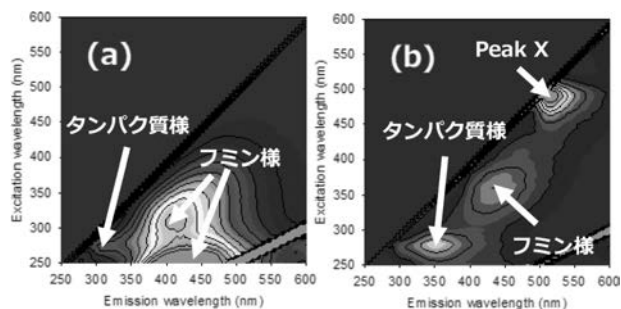 600
550
500
450
400
350
300
250
Excitation wavelength (nm)
(a)
タンパク質様
フミン様
250 300 350 400 450 500 550 600
Emission wavelength (nm)
600
550
500
450
400
350
300
250
Excitation wavelength (nm)
(b)
Peak X
タンパク質様
フミン様
250 300 350 400 450 500 550 600
Emission wavelength (nm)